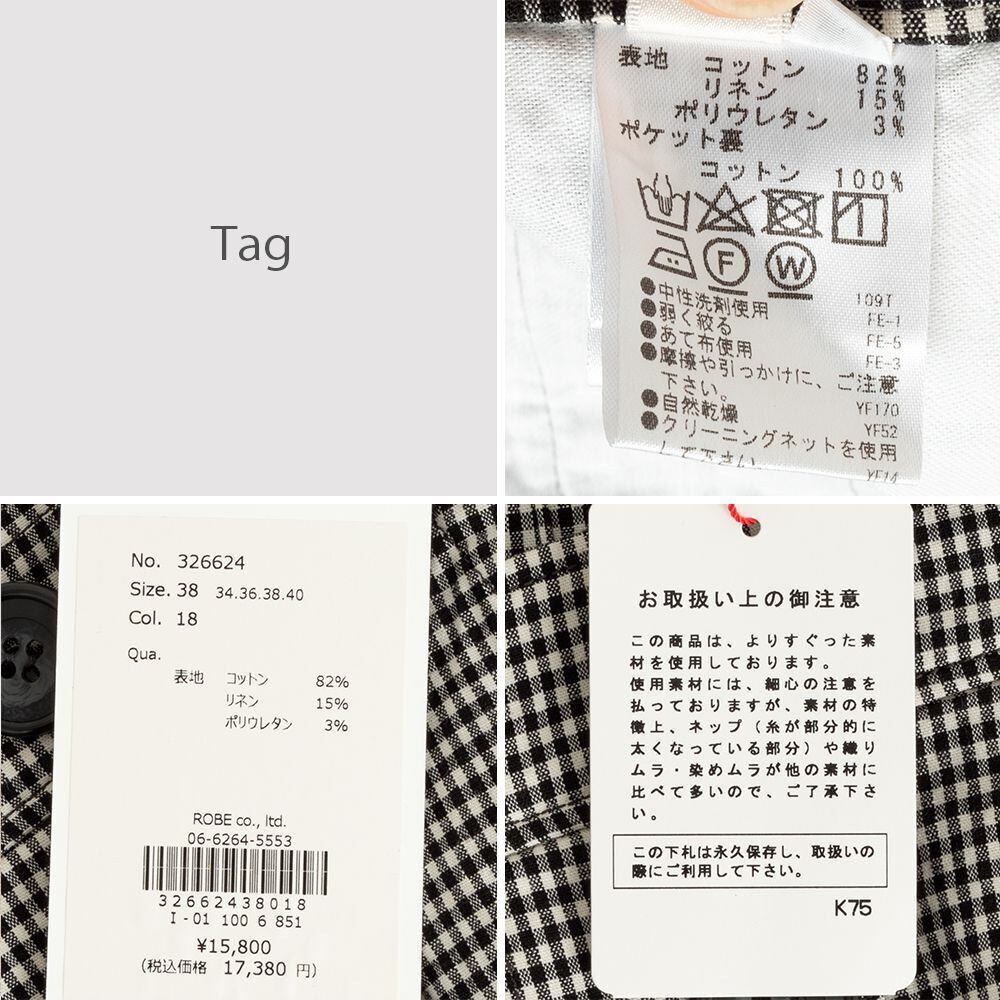 Tag
表地 コットン 82%
リネン 15%
ポリウレタン 3%
ポケット裏
コットン 100%
F W
●中性洗剤使用 109T
●弱く絞る FE-1
●あて布使用 FE-5
●摩擦や引っかけに、ご注意 FE-3
下さい。
●自然乾燥 YF170
●クリーニングネットを使用 YF52
して下さい YF14
No. 326624
Size. 38 34.36.38.40
Col. 18
Qua.
表地 コットン 82%
リネン 15%
ポリウレタン 3%
ROBE co., ltd.
06-6264-5553
32662438018
I-01 100 6 851
¥15,800
(税込価格 17,380 円)
お取扱い上の御注意
この商品は、よりすぐった素
材を使用しております。
使用素材には、細心の注意を
払っておりますが、素材の特
徴上、ネップ（糸が部分的に
太くなっている部分）や織り
ムラ・染めムラが他の素材に
比べて多いので、ご了承下さ
い。
この下札は永久保存し、取扱いの
際にご利用して下さい。
K75